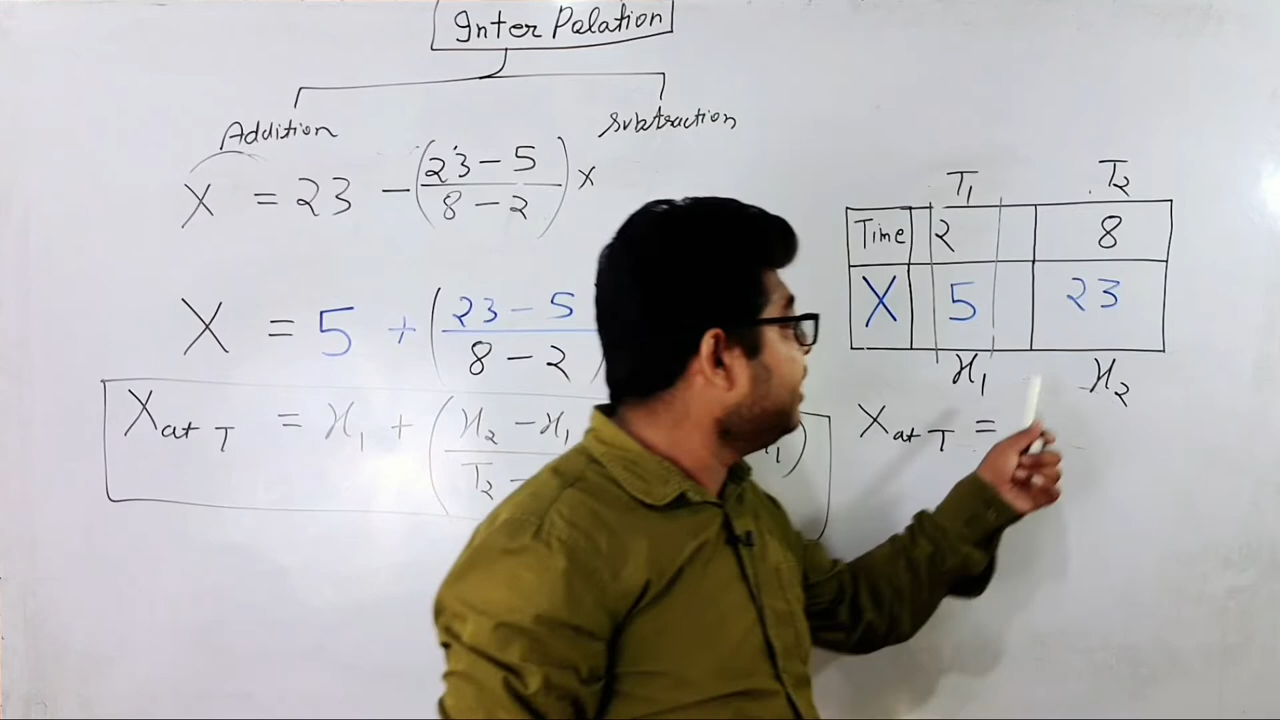 Inter Polation
Addition
Subtraction
X = 23 - (23 - 5 / 8 - 2) x
X = 5 + (23 - 5 / 8 - 2
X at T = x₁ + (x₂ - x₁ / T₂ -
₁)
T₁ T₂
Time 2 8
X 5 23
x₁ x₂
X at T =